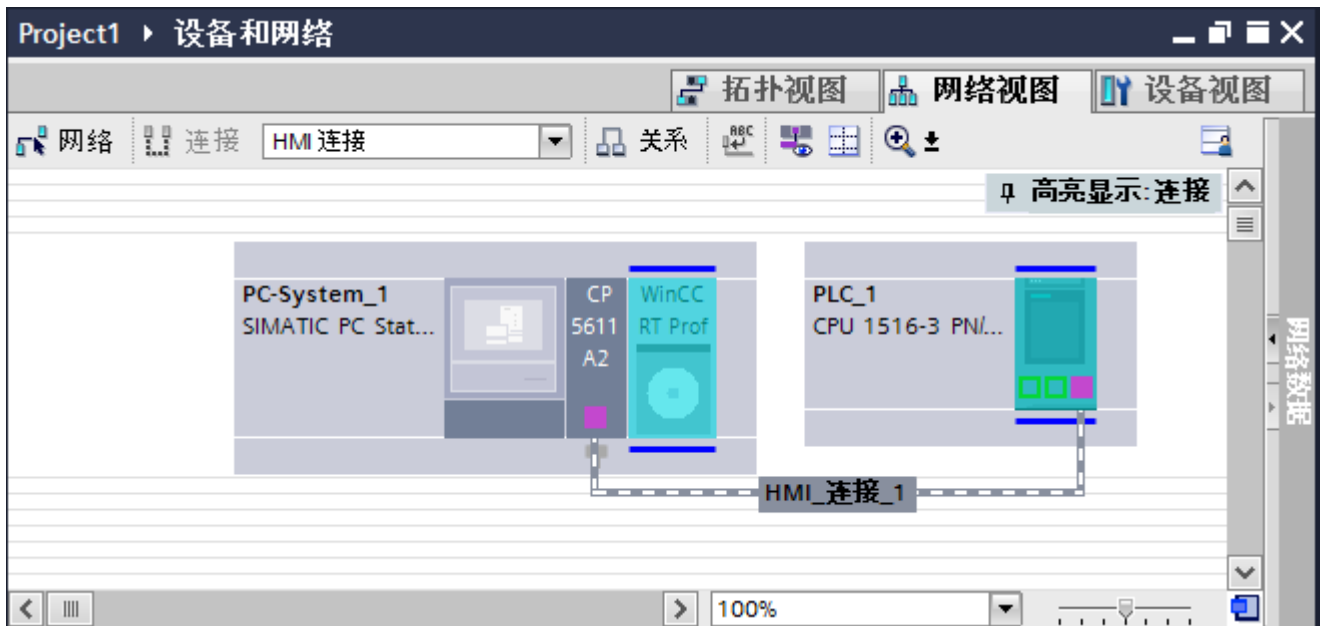 Project1 ▸ 设备和网络
拓扑视图 网络视图 设备视图
网络 连接 HMI 连接 关系 ABC
高亮显示:连接
PC-System_1
SIMATIC PC Stat...
CP
5611
A2
WinCC
RT Prof
PLC_1
CPU 1516-3 PN/...
HMI_连接_1
网络数据
100%